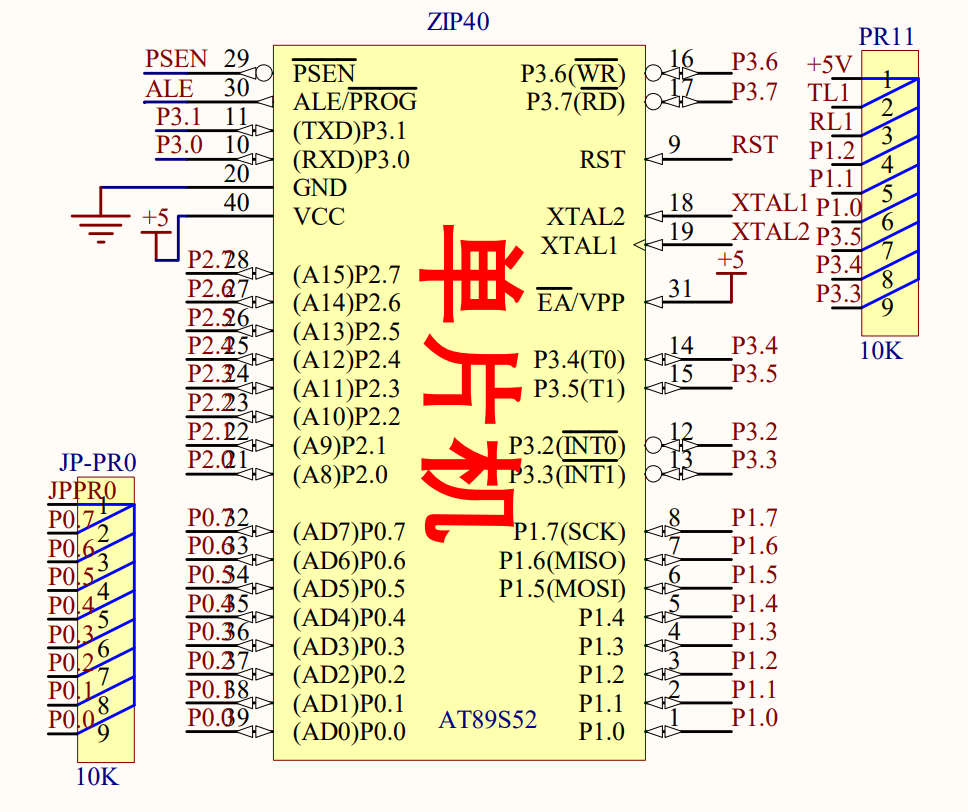 ZIP40
PSEN 29 PSEN
ALE 30 ALE/PROG
P3.1 11 (TXD)P3.1
P3.0 10 (RXD)P3.0
20 GND
40 VCC
+5
P2.7 28 (A15)P2.7
P2.6 27 (A14)P2.6
P2.5 26 (A13)P2.5
P2.4 25 (A12)P2.4
P2.3 24 (A11)P2.3
P2.2 23 (A10)P2.2
P2.1 22 (A9)P2.1
P2.0 21 (A8)P2.0
P0.7 32 (AD7)P0.7
P0.6 33 (AD6)P0.6
P0.5 34 (AD5)P0.5
P0.4 35 (AD4)P0.4
P0.3 36 (AD3)P0.3
P0.2 37 (AD2)P0.2
P0.1 38 (AD1)P0.1
P0.0 39 (AD0)P0.0
单片机
AT89S52
P3.6(WR) 16 P3.6
P3.7(RD) 17 P3.7
RST 9 RST
XTAL2 18 XTAL1
XTAL1 19 XTAL2
EA/VPP 31 +5
P3.4(T0) 14 P3.4
P3.5(T1) 15 P3.5
P3.2(INT0) 12 P3.2
P3.3(INT1) 13 P3.3
P1.7(SCK) 8 P1.7
P1.6(MISO) 7 P1.6
P1.5(MOSI) 6 P1.5
P1.4 5 P1.4
P1.3 4 P1.3
P1.2 3 P1.2
P1.1 2 P1.1
P1.0 1 P1.0
PR11
+5V 1
TL1 2
RL1 3
P1.2 4
P1.1 5
P1.0 6
P3.5 7
P3.4 8
P3.3 9
10K
JP-PR0
JPPR0 1
P0.7 2
P0.6 3
P0.5 4
P0.4 5
P0.3 6
P0.2 7
P0.1 8
P0.0 9
10K